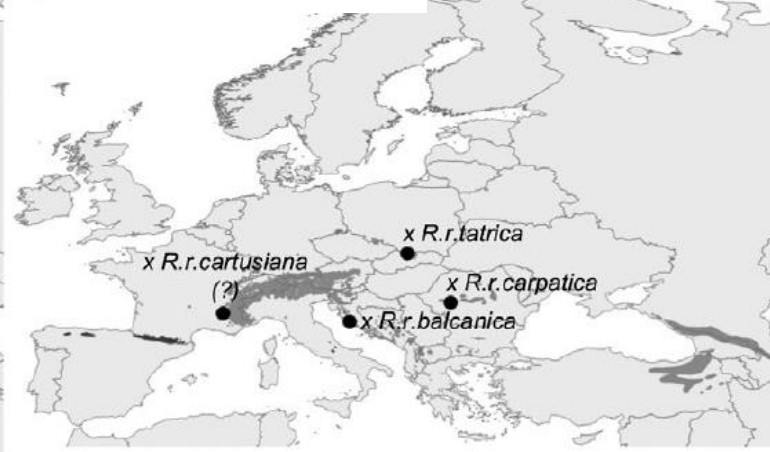 x R.r.tatrica
x R.r.cartusiana
(?)
x R.r.carpatica
x R.r.balcanica